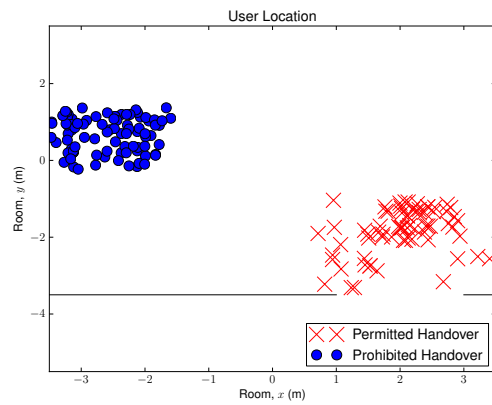 User Location
2
0
−2
−4
Room, y (m)
−3
−2
−1
0
1
2
3
Room, x (m)
Permitted Handover
Prohibited Handover